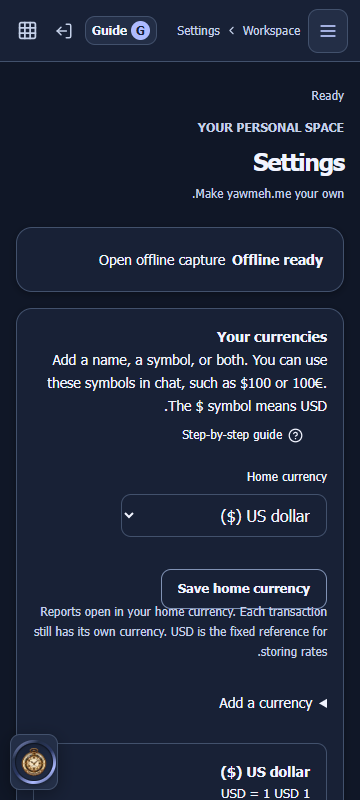 Guide G
Settings < Workspace
Ready
YOUR PERSONAL SPACE
Settings
.Make yawmeh.me your own
Open offline capture Offline ready
Your currencies
Add a name, a symbol, or both. You can use
these symbols in chat, such as $100 or 100€.
.The $ symbol means USD
Step-by-step guide ?
Home currency
($) US dollar
Save home currency
Reports open in your home currency. Each transaction
still has its own currency. USD is the fixed reference for
.storing rates
Add a currency
($) US dollar
USD = 1 USD 1